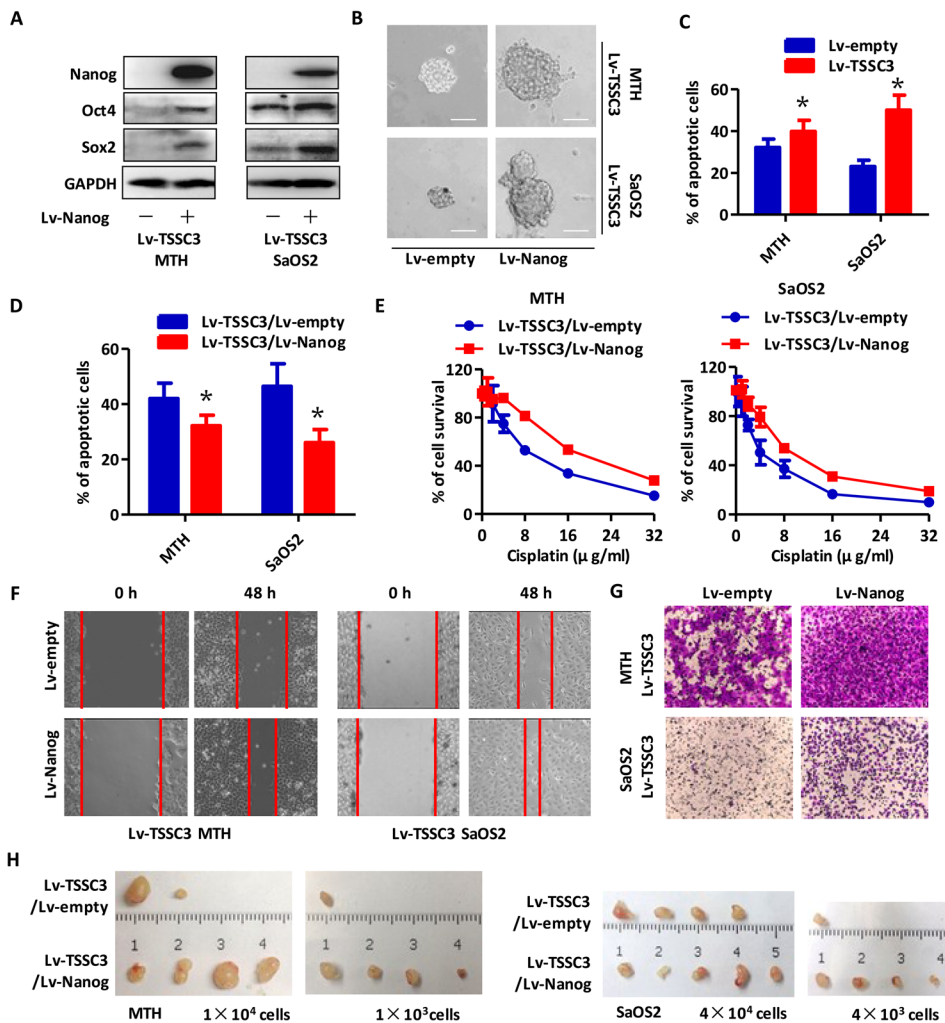 A
Nanog
Oct4
Sox2
GAPDH
Lv-Nanog
— +
— +
Lv-TSSC3
MTH
Lv-TSSC3
SaOS2
B
MTH
Lv-TSSC3
SaOS2
Lv-TSSC3
Lv-empty
Lv-Nanog
C
Lv-empty
Lv-TSSC3
% of apoptotic cells
60
40
20
0
*
*
MTH
SaOS2
D
Lv-TSSC3/Lv-empty
Lv-TSSC3/Lv-Nanog
% of apoptotic cells
60
40
20
0
*
*
MTH
SaOS2
E
MTH
Lv-TSSC3/Lv-empty
Lv-TSSC3/Lv-Nanog
% of cell survival
120
80
40
0
0 8 16 24 32
Cisplatin (μ g/ml)
SaOS2
Lv-TSSC3/Lv-empty
Lv-TSSC3/Lv-Nanog
% of cell survival
120
80
40
0
0 8 16 24 32
Cisplatin (μ g/ml)
F
0 h
48 h
0 h
48 h
Lv-empty
Lv-Nanog
Lv-TSSC3 MTH
Lv-TSSC3 SaOS2
G
Lv-empty
Lv-Nanog
MTH
Lv-TSSC3
SaOS2
Lv-TSSC3
H
Lv-TSSC3
/Lv-empty
1 2 3 4
Lv-TSSC3
/Lv-Nanog
1 2 3 4
MTH
1×10⁴ cells
1×10³cells
Lv-TSSC3
/Lv-empty
1 2 3 4 5
Lv-TSSC3
/Lv-Nanog
1 2 3 4
SaOS2
4×10⁴ cells
4×10³ cells